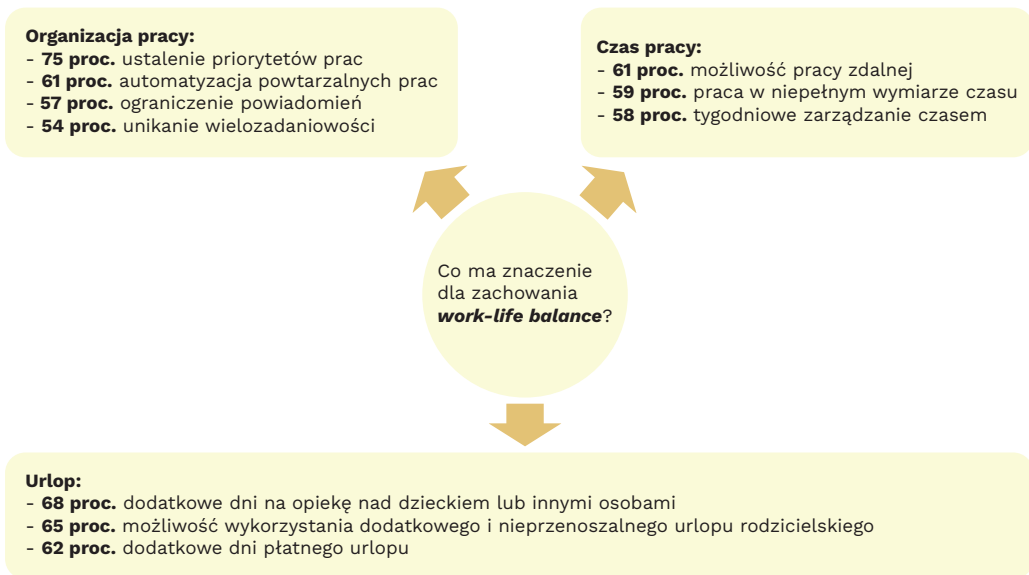 Organizacja pracy:
- 75 proc. ustalenie priorytetów prac
- 61 proc. automatyzacja powtarzalnych prac
- 57 proc. ograniczenie powiadomień
- 54 proc. unikanie wielozadaniowości
Czas pracy:
- 61 proc. możliwość pracy zdalnej
- 59 proc. praca w niepełnym wymiarze czasu
- 58 proc. tygodniowe zarządzanie czasem
Co ma znaczenie
dla zachowania
work-life balance?
Urlop:
- 68 proc. dodatkowe dni na opiekę nad dzieckiem lub innymi osobami
- 65 proc. możliwość wykorzystania dodatkowego i nieprzenoszalnego urlopu rodzicielskiego
- 62 proc. dodatkowe dni płatnego urlopu